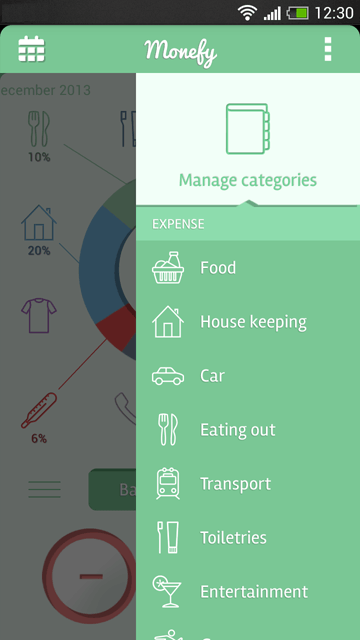 12:30
Monefy
ecember 2013
Manage categories
10%
EXPENSE
Food
20%
House keeping
Car
Eating out
6%
Transport
Ba
Toiletries
Entertainment